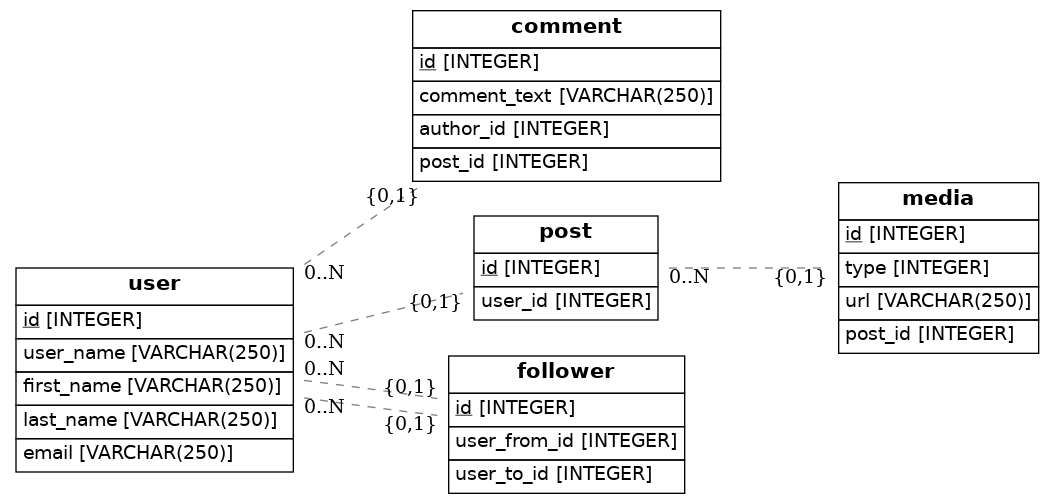 comment
id [INTEGER]
comment_text [VARCHAR(250)]
author_id [INTEGER]
post_id [INTEGER]
{0,1}
0..N
user
id [INTEGER]
user_name [VARCHAR(250)]
first_name [VARCHAR(250)]
last_name [VARCHAR(250)]
email [VARCHAR(250)]
post
id [INTEGER]
user_id [INTEGER]
{0,1}
0..N
0..N
{0,1}
media
id [INTEGER]
type [INTEGER]
url [VARCHAR(250)]
post_id [INTEGER]
0..N
{0,1}
0..N
{0,1}
follower
id [INTEGER]
user_from_id [INTEGER]
user_to_id [INTEGER]